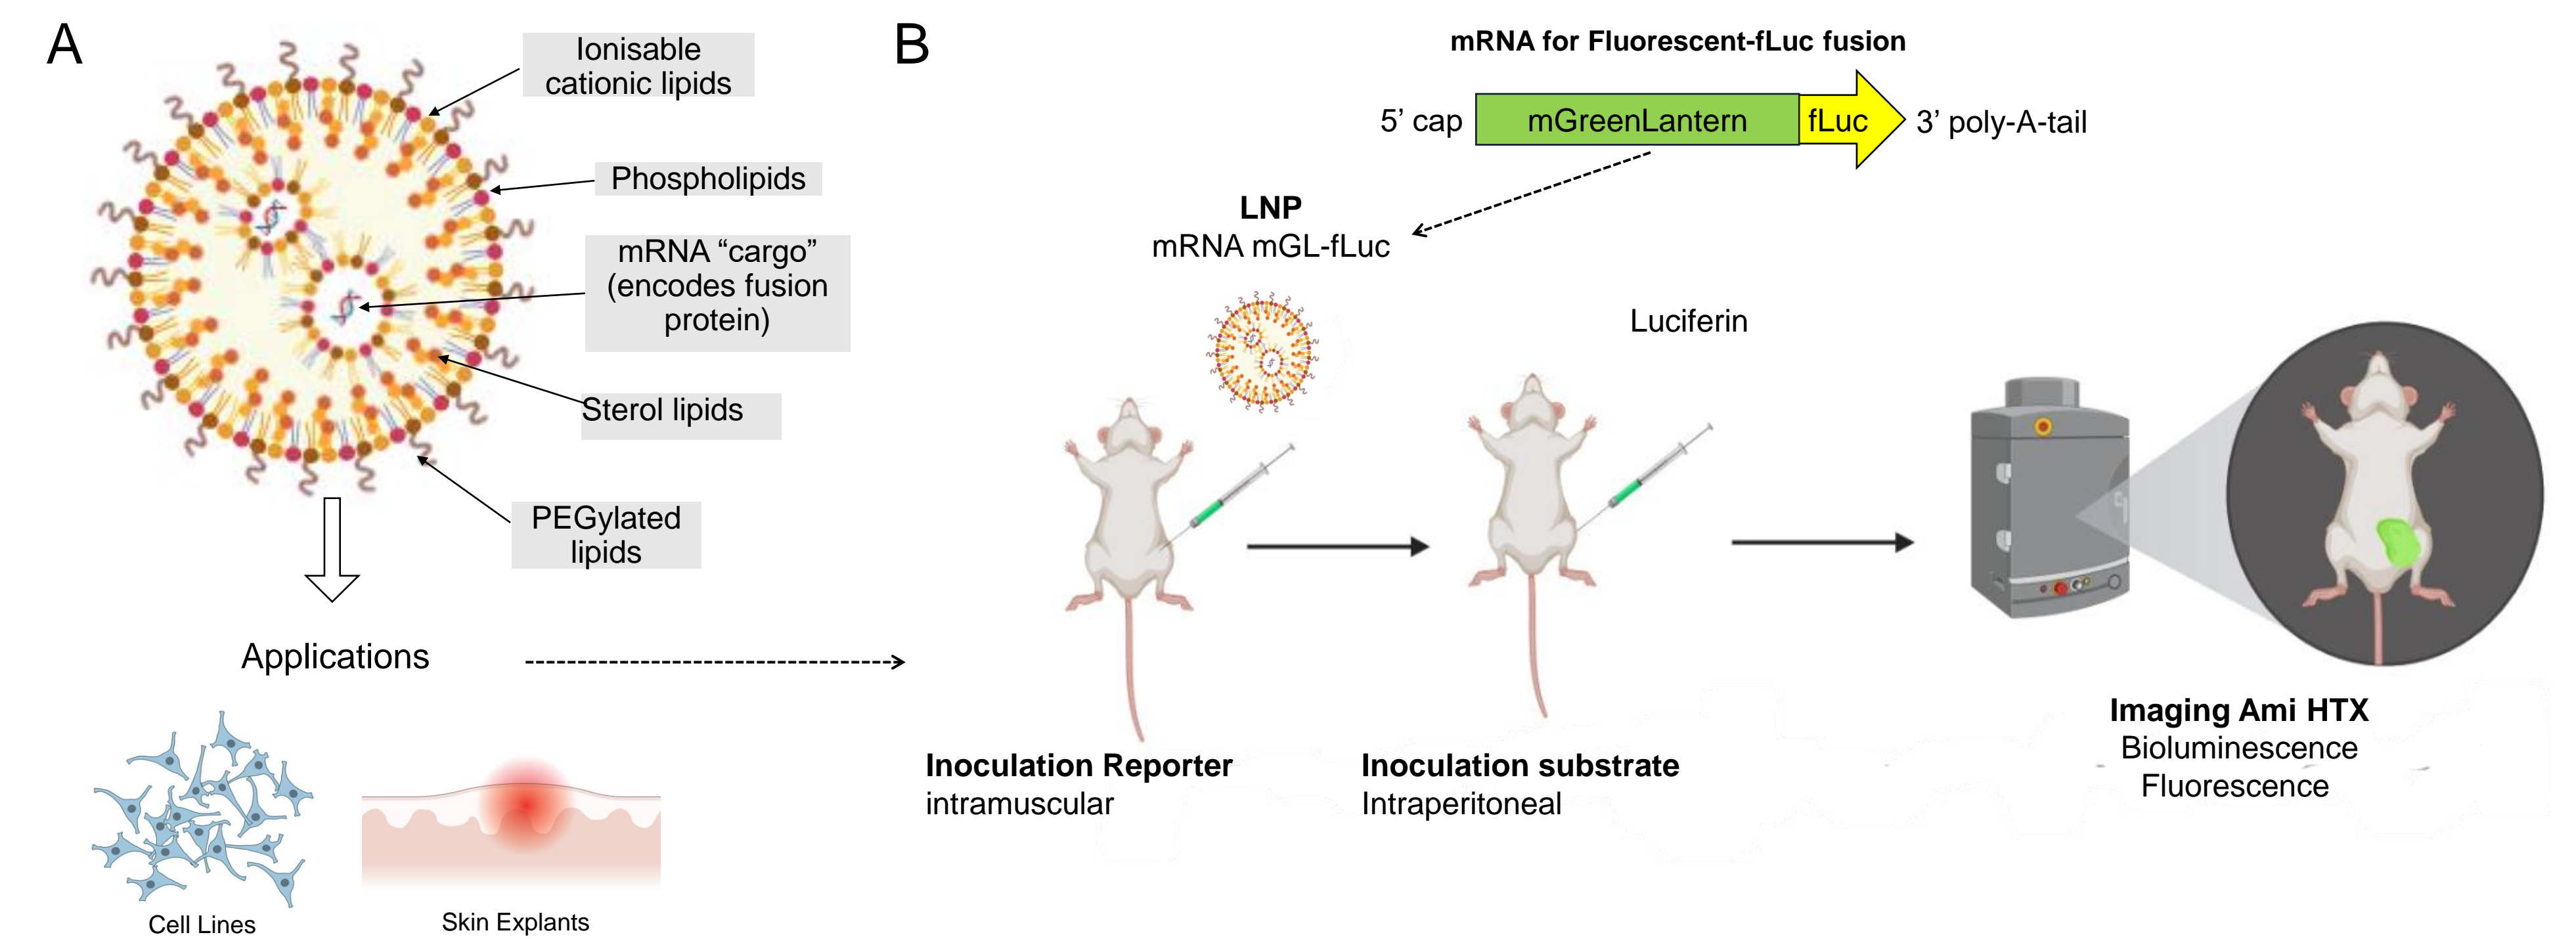 A
Ionisable
cationic lipids
Phospholipids
mRNA “cargo”
(encodes fusion
protein)
Sterol lipids
PEGylated
lipids
Applications
Cell Lines
Skin Explants
B
mRNA for Fluorescent-fLuc fusion
5’ cap
mGreenLantern
fLuc
3’ poly-A-tail
LNP
mRNA mGL-fLuc
Luciferin
Inoculation Reporter
intramuscular
Inoculation substrate
Intraperitoneal
Imaging Ami HTX
Bioluminescence
Fluorescence